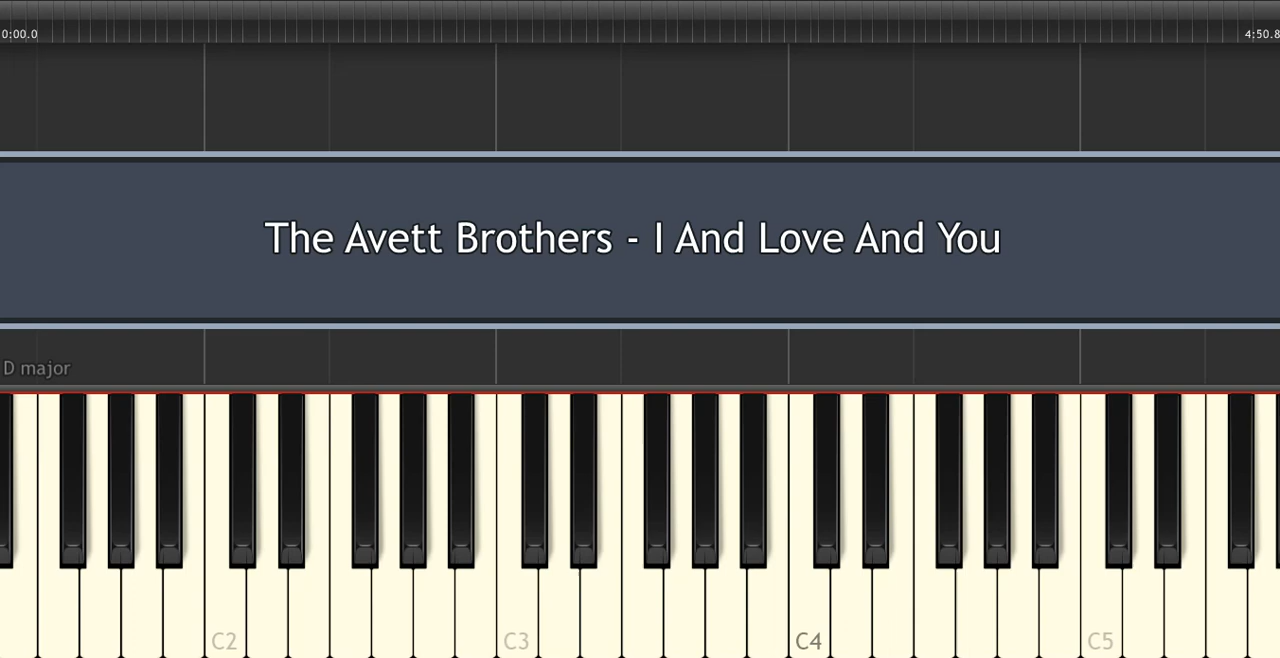 0:00.0
4:50.8
The Avett Brothers - I And Love And You
D major
C2
C3
C4
C5